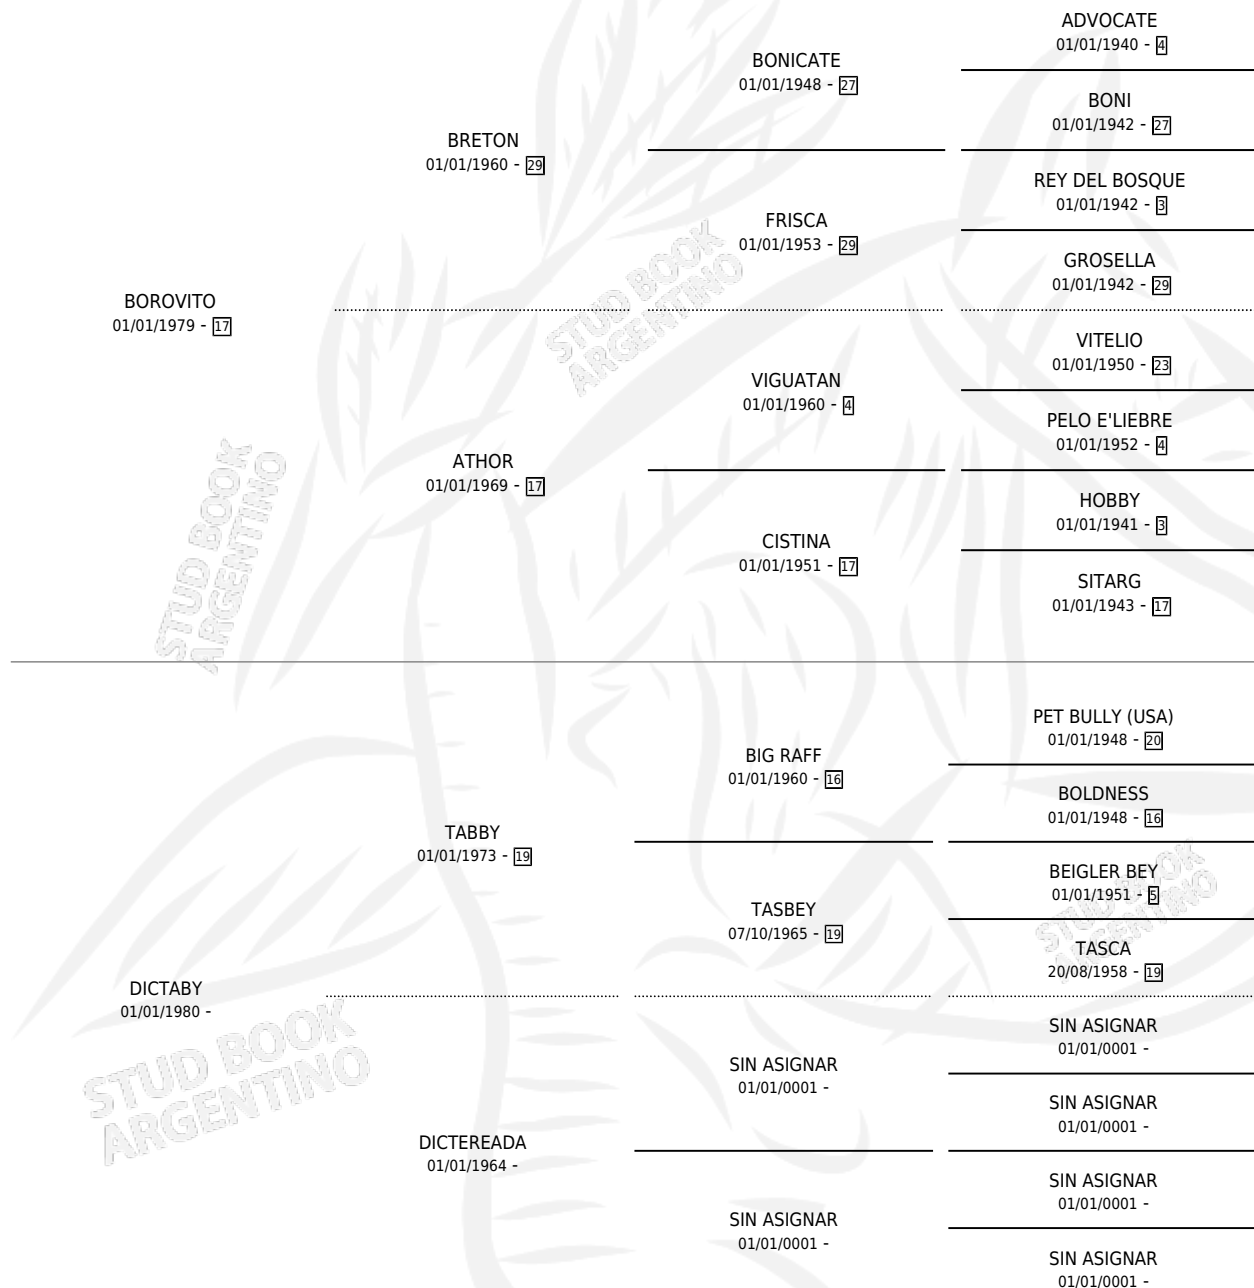 ADVOCATE
01/01/1940 - 4
BONICATE
01/01/1948 - 27
BONI
01/01/1942 - 27
BRETON
01/01/1960 - 29
REY DEL BOSQUE
01/01/1942 - 3
FRISCA
01/01/1953 - 29
GROSELLA
01/01/1942 - 29
BOROVITO
01/01/1979 - 17
VITELIO
01/01/1950 - 23
VIGUATAN
01/01/1960 - 4
PELO E'LIEBRE
01/01/1952 - 4
ATHOR
01/01/1969 - 17
HOBBY
01/01/1941 - 3
CISTINA
01/01/1951 - 17
SITARG
01/01/1943 - 17
PET BULLY (USA)
01/01/1948 - 20
BIG RAFF
01/01/1960 - 16
BOLDNESS
01/01/1948 - 16
TABBY
01/01/1973 - 19
BEIGLER BEY
01/01/1951 - 5
TASBEY
07/10/1965 - 19
TASCA
20/08/1958 - 19
DICTABY
01/01/1980 -
SIN ASIGNAR
01/01/0001 -
SIN ASIGNAR
01/01/0001 -
SIN ASIGNAR
01/01/0001 -
DICTEREADA
01/01/1964 -
SIN ASIGNAR
01/01/0001 -
SIN ASIGNAR
01/01/0001 -
SIN ASIGNAR
01/01/0001 -
STUD BOOK
ARGENTINO
STUD BOOK
ARGENTINO
STUD BOOK
ARGENTINO
STUD BOOK
ARGENTINO